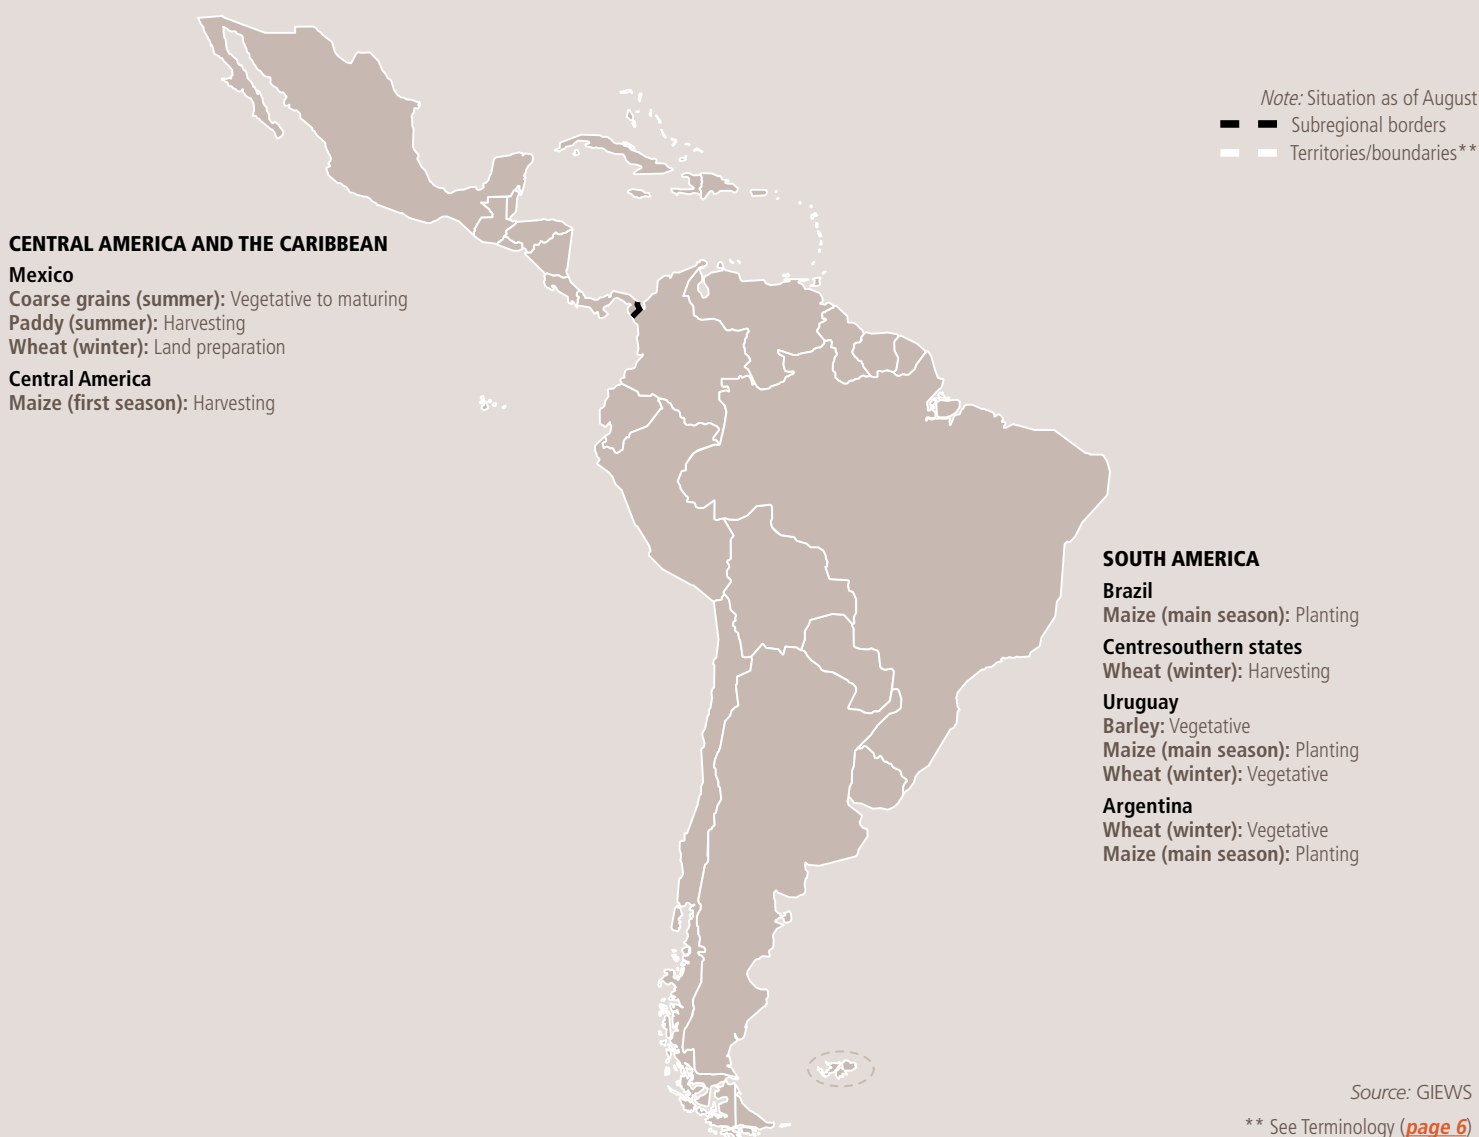 Note: Situation as of August
Subregional borders
Territories/boundaries**
CENTRAL AMERICA AND THE CARIBBEAN
Mexico
Coarse grains (summer): Vegetative to maturing
Paddy (summer): Harvesting
Wheat (winter): Land preparation
Central America
Maize (first season): Harvesting
SOUTH AMERICA
Brazil
Maize (main season): Planting
Centresouthern states
Wheat (winter): Harvesting
Uruguay
Barley: Vegetative
Maize (main season): Planting
Wheat (winter): Vegetative
Argentina
Wheat (winter): Vegetative
Maize (main season): Planting
Source: GIEWS
** See Terminology (page 6)